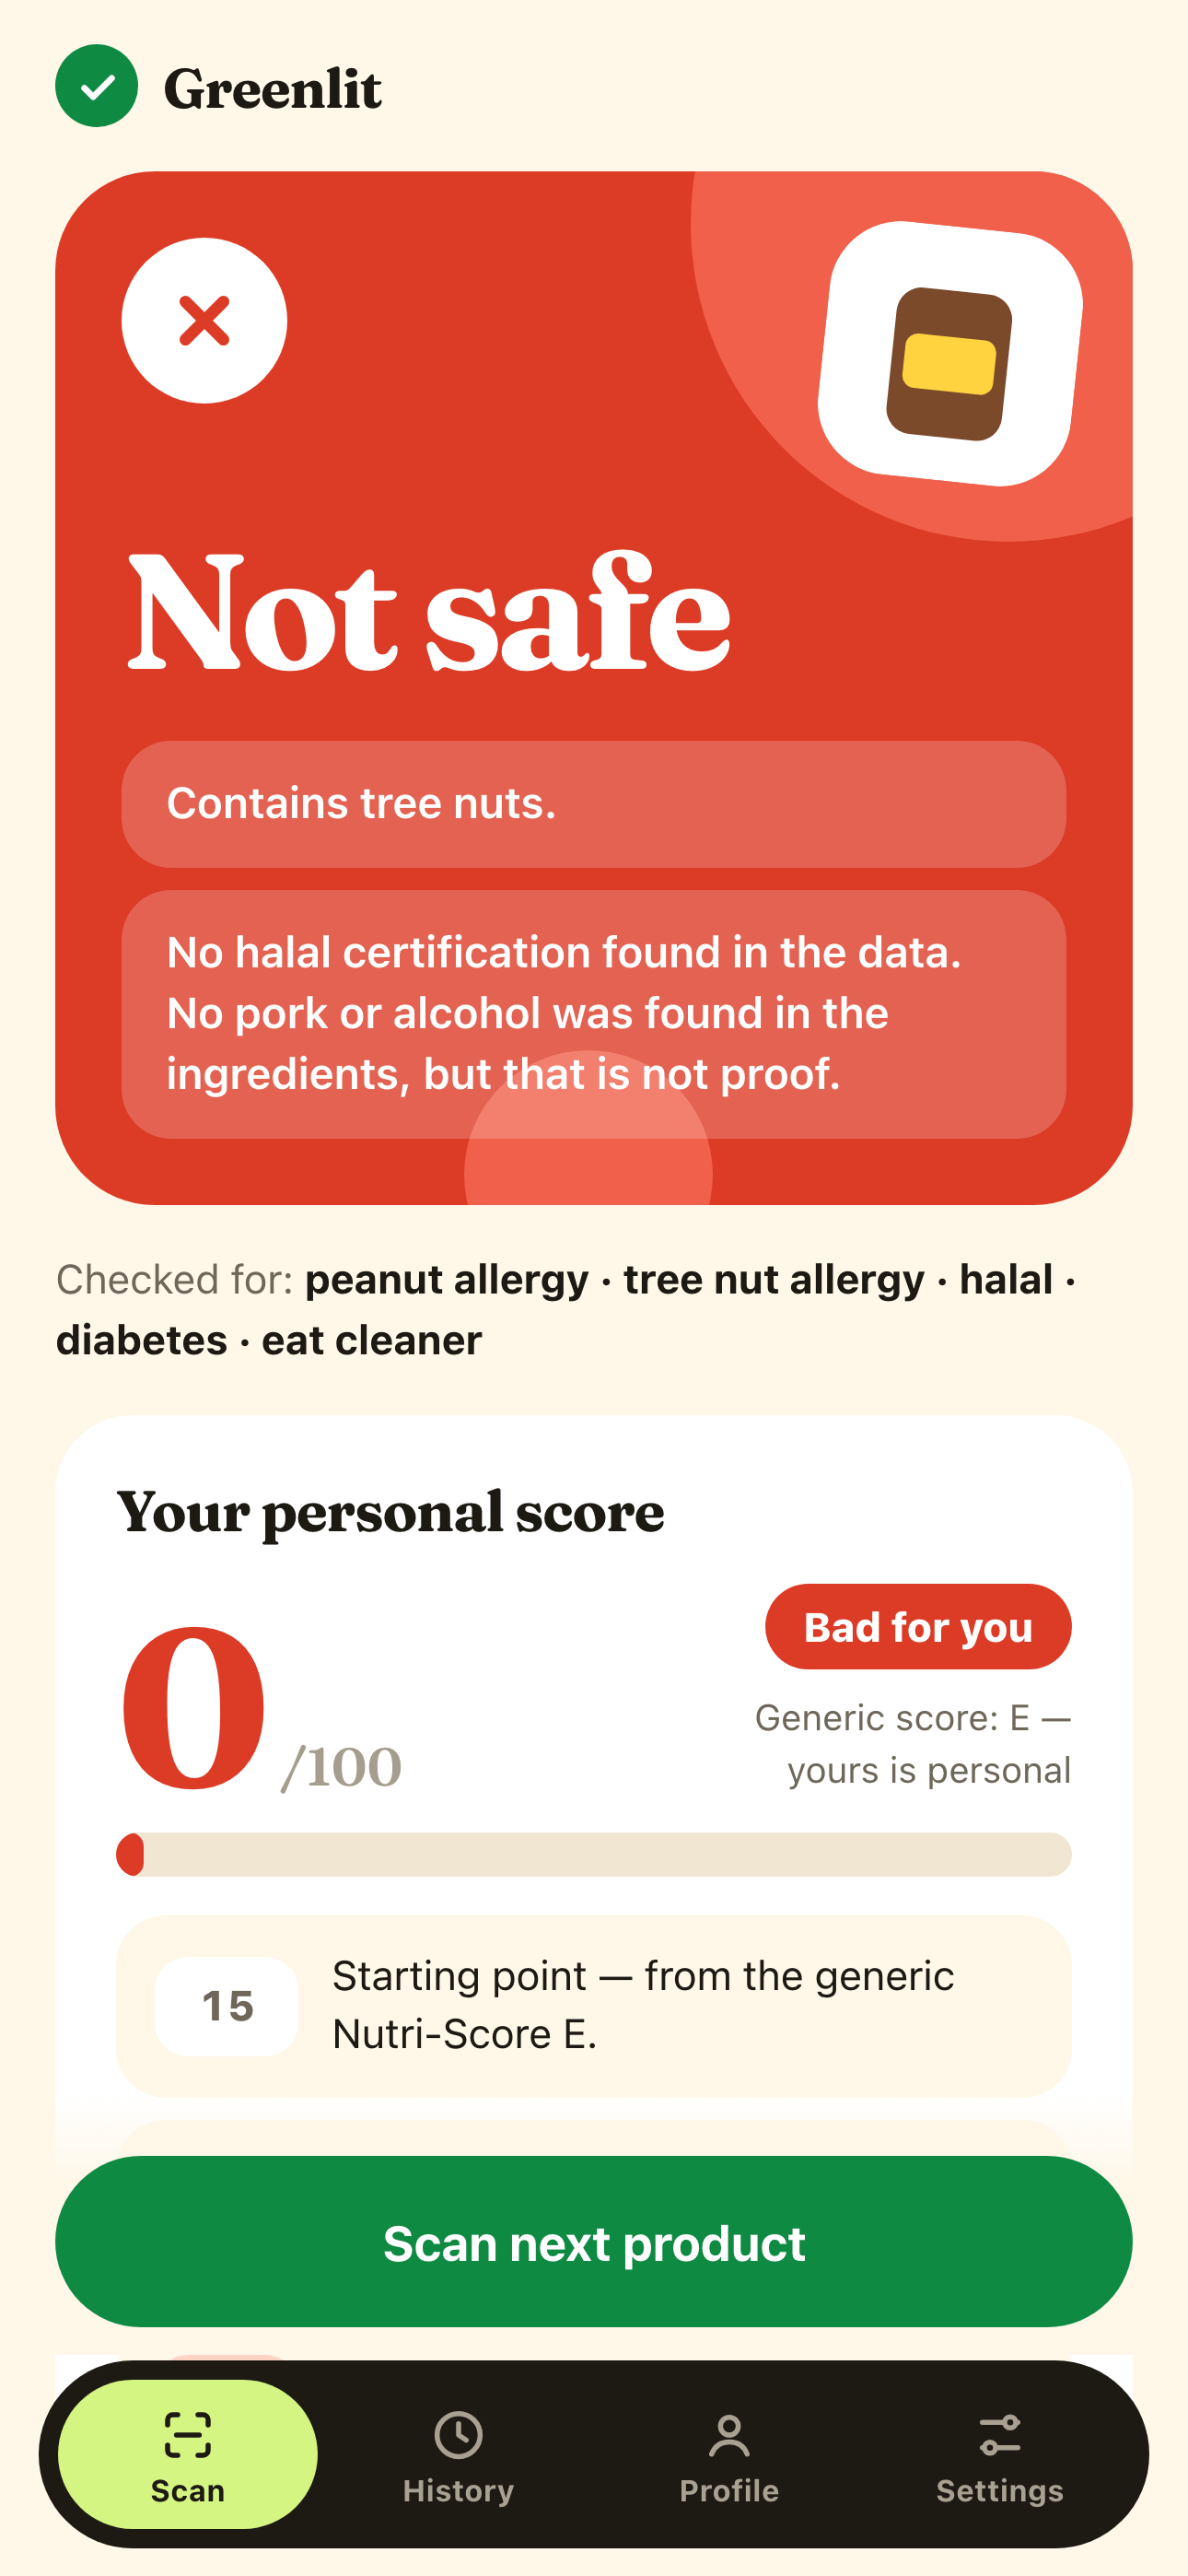 Greenlit
Not safe
Contains tree nuts.
No halal certification found in the data.
No pork or alcohol was found in the
ingredients, but that is not proof.
Checked for: peanut allergy · tree nut allergy · halal ·
diabetes · eat cleaner
Your personal score
0/100
Bad for you
Generic score: E —
yours is personal
15
Starting point — from the generic
Nutri-Score E.
Scan next product
Scan
History
Profile
Settings